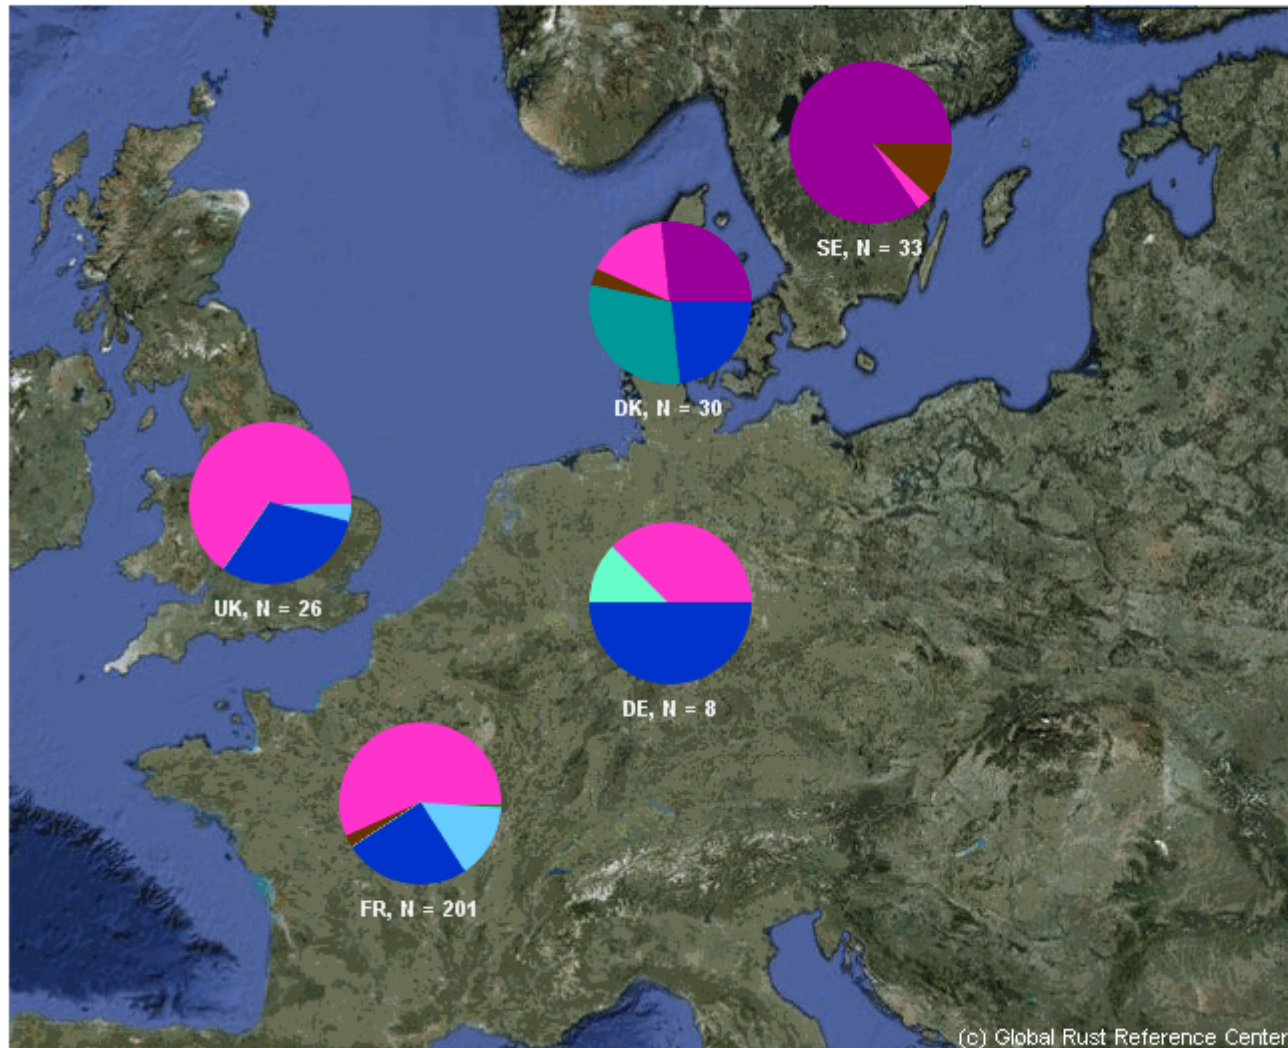 SE, N = 33
DK, N = 30
UK, N = 26
DE, N = 8
FR, N = 201
(c) Global Rust Reference Center